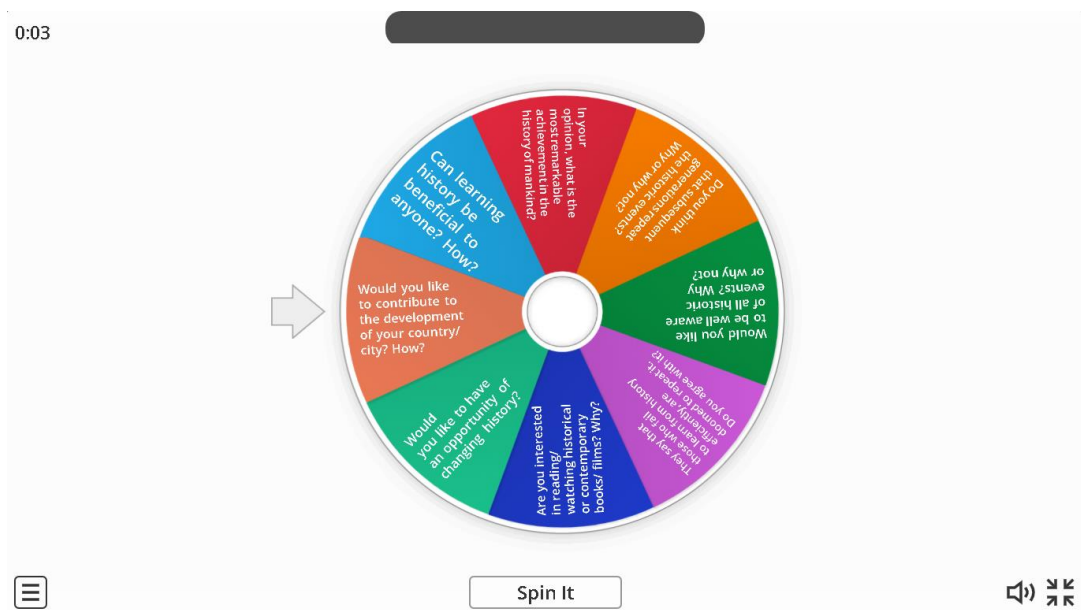 0:03
In your
opinion, what is the
most remarkable
achievement in the
history of mankind?
Do you think
that subsequent
generations repeat
the historic events?
Why or why not?
Would you like
to be well aware
of all historic
events? Why
or why not?
They say that
those who fail
to learn from history
efficiently, are
doomed to repeat it.
Do you agree with it?
Are you interested
in reading/
watching historical
or contemporary
books/ films? Why?
Would
you like to have
an opportunity of
changing history?
Would you like
to contribute to
the development
of your country/
city? How?
Can learning
history be
beneficial to
anyone? How?
Spin It